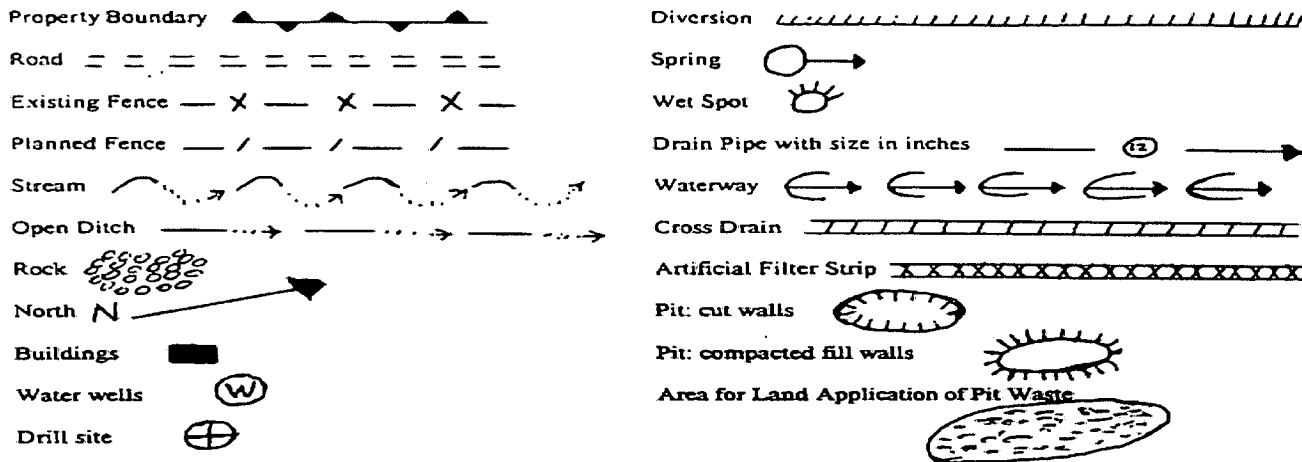 Property Boundary
Road
Existing Fence
Planned Fence
Stream
Open Ditch
Rock
North N
Buildings
Water wells W
Drill site
Diversion
Spring
Wet Spot
Drain Pipe with size in inches 12
Waterway
Cross Drain
Artificial Filter Strip
Pit: cut walls
Pit: compacted fill walls
Area for Land Application of Pit Waste